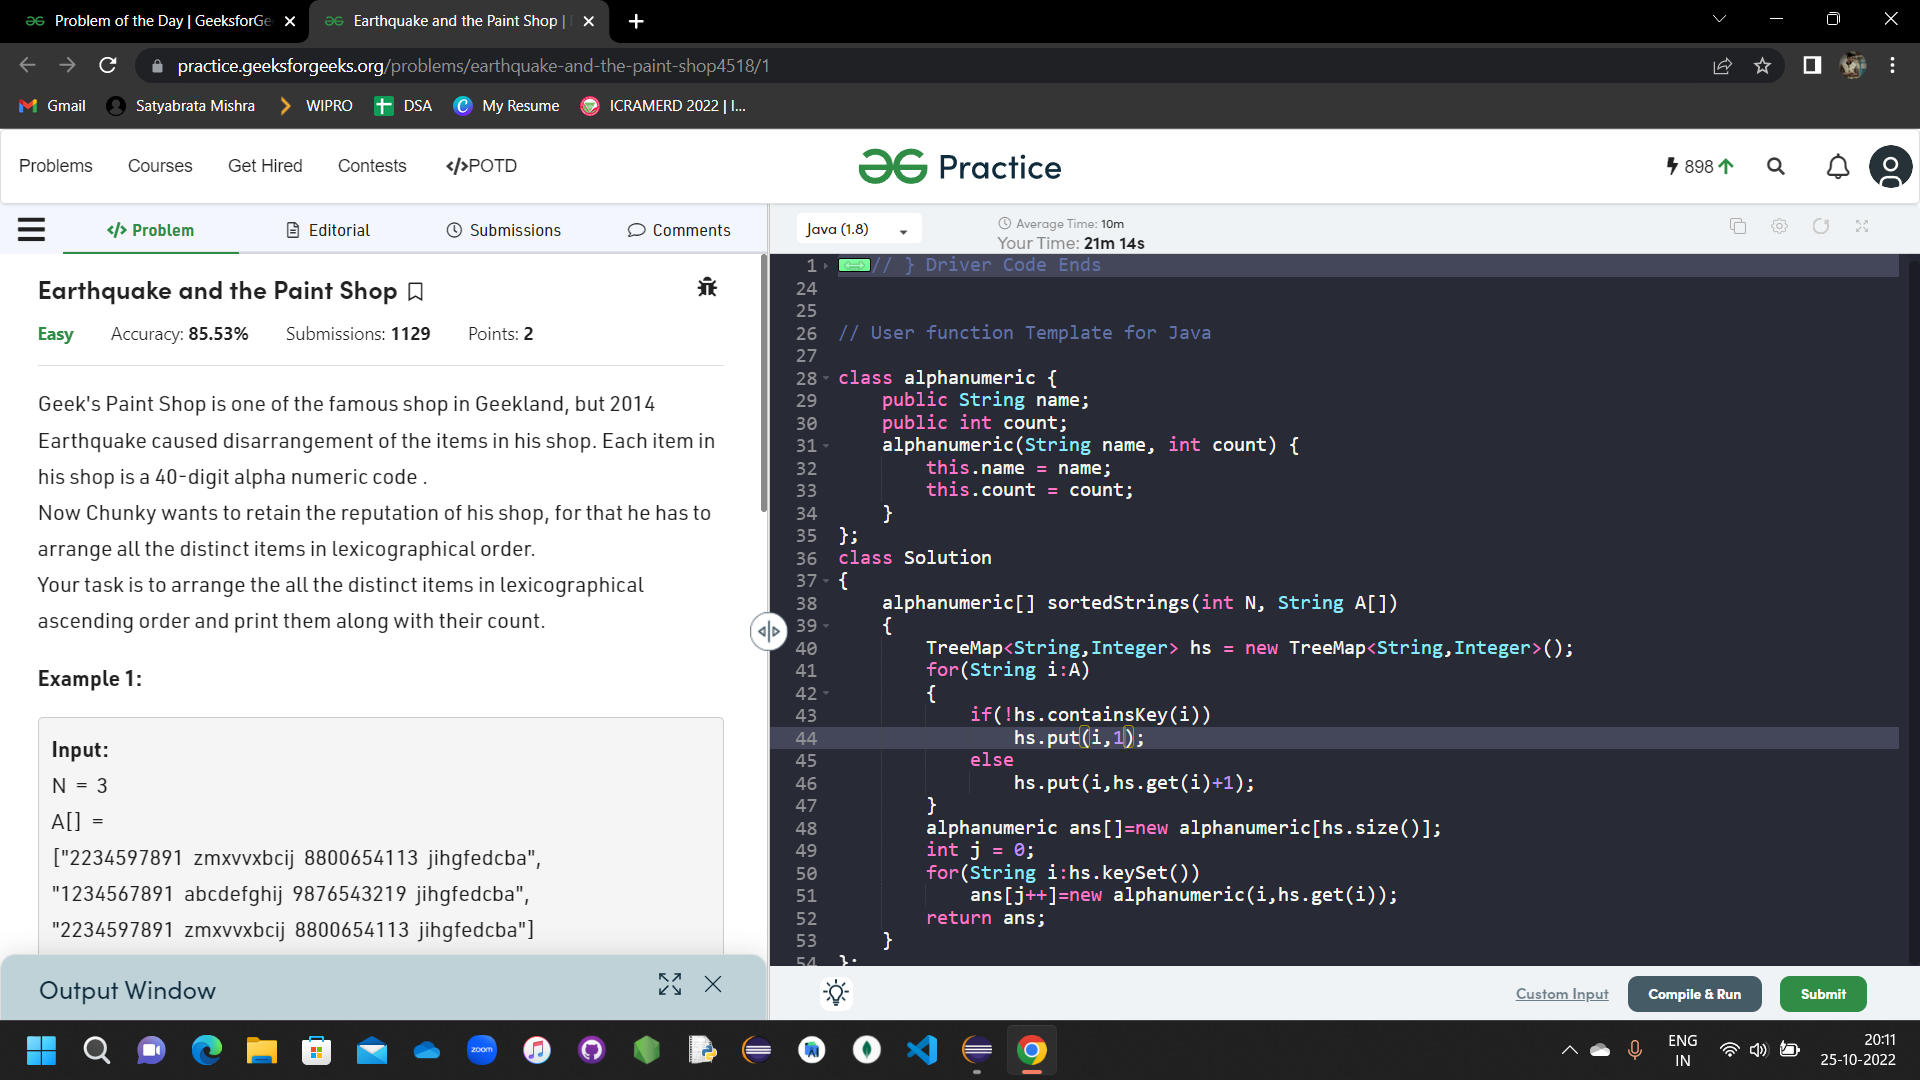 Problem of the Day | GeeksforGe
Earthquake and the Paint Shop |
practice.geeksforgeeks.org/problems/earthquake-and-the-paint-shop4518/1
Gmail
Satyabrata Mishra
WIPRO
DSA
My Resume
ICRAMERD 2022 | I...
Problems
Courses
Get Hired
Contests
</>POTD
Practice
898
</> Problem
Editorial
Submissions
Comments
Java (1.8)
Average Time: 10m
Your Time: 21m 14s
Earthquake and the Paint Shop
Easy
Accuracy: 85.53%
Submissions: 1129
Points: 2
Geek's Paint Shop is one of the famous shop in Geekland, but 2014
Earthquake caused disarrangement of the items in his shop. Each item in
his shop is a 40-digit alpha numeric code .
Now Chunky wants to retain the reputation of his shop, for that he has to
arrange all the distinct items in lexicographical order.
Your task is to arrange the all the distinct items in lexicographical
ascending order and print them along with their count.
Example 1:
Input:
N = 3
A[] =
["2234597891 zmxvvxbcij 8800654113 jihgfedcba",
"1234567891 abcdefghij 9876543219 jihgfedcba",
"2234597891 zmxvvxbcij 8800654113 jihgfedcba"]
Output Window
1 // } Driver Code Ends
24
25
26 // User function Template for Java
27
28 class alphanumeric {
29 public String name;
30 public int count;
31 alphanumeric(String name, int count) {
32 this.name = name;
33 this.count = count;
34 }
35 };
36 class Solution
37 {
38 alphanumeric[] sortedStrings(int N, String A[])
39 {
40 TreeMap<String,Integer> hs = new TreeMap<String,Integer>();
41 for(String i:A)
42 {
43 if(!hs.containsKey(i))
44 hs.put(i,1);
45 else
46 hs.put(i,hs.get(i)+1);
47 }
48 alphanumeric ans[]=new alphanumeric[hs.size()];
49 int j = 0;
50 for(String i:hs.keySet())
51 ans[j++]=new alphanumeric(i,hs.get(i));
52 return ans;
53 }
54 };
Custom Input
Compile & Run
Submit
zoom
ENG
IN
20:11
25-10-2022